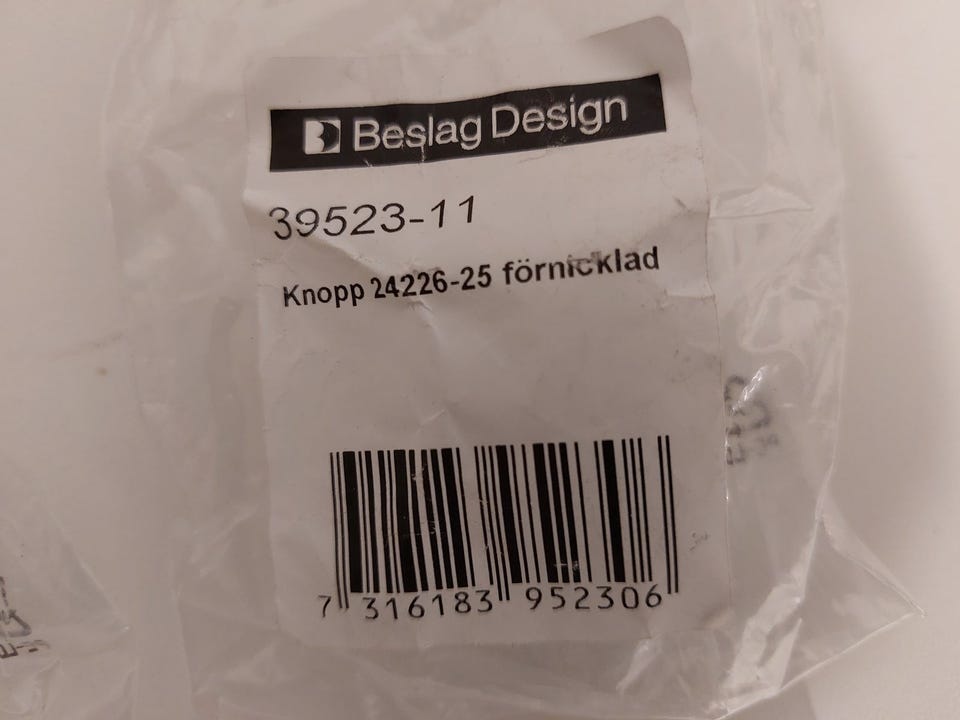 Beslag Design
39523-11
Knopp 24226-25 förnicklad
7 316183 952306